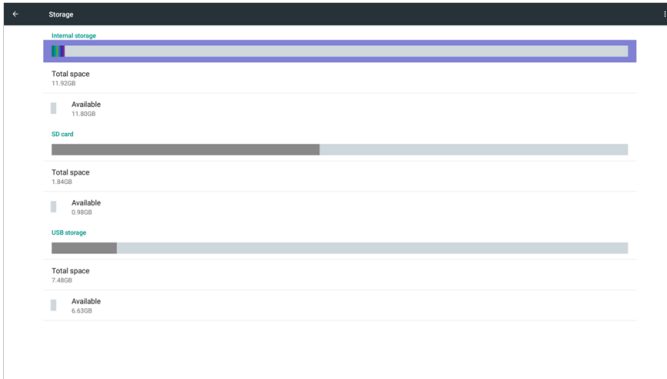 Storage
Internal storage
Total space
11.92GB
Available
11.80GB
SD card
Total space
1.84GB
Available
0.98GB
USB storage
Total space
7.48GB
Available
6.63GB